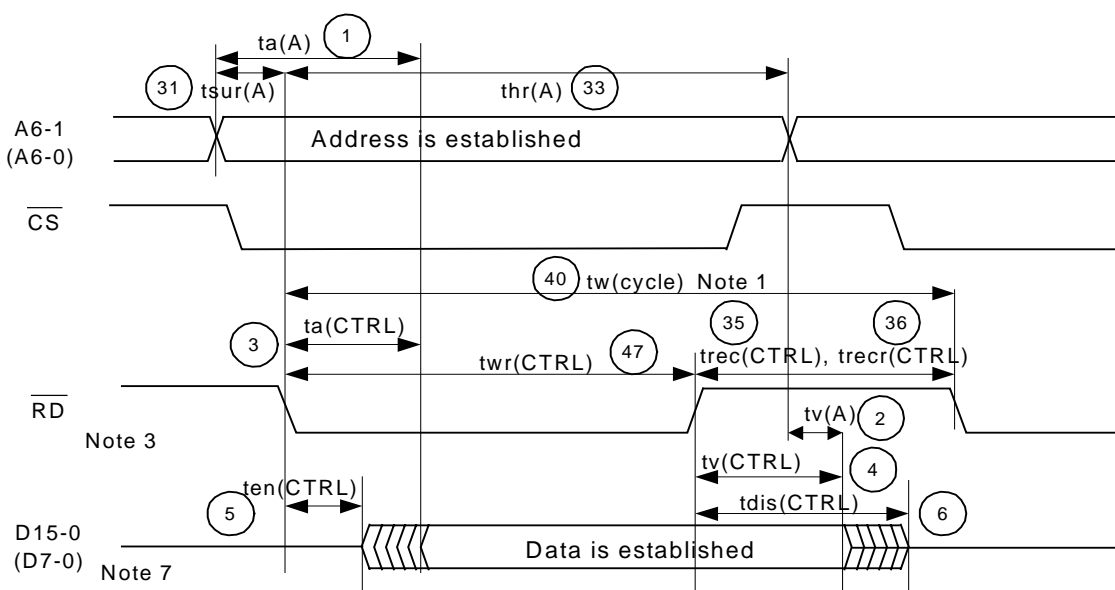 ta(A) 1
31 tsur(A) thr(A) 33
A6-1
(A6-0)
Address is established
CS
40 tw(cycle) Note 1
3 ta(CTRL) 35 36
twr(CTRL) 47 trec(CTRL), trecr(CTRL)
RD
Note 3
tv(A) 2
tv(CTRL) 4
ten(CTRL) tdis(CTRL)
5 6
D15-0
(D7-0)
Data is established
Note 7